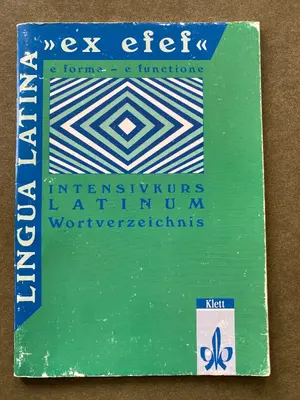 LINGUA LATINA
»ex efef«
e forma – e functione
INTENSIVKURS
LATINUM
Wortverzeichnis
Klett